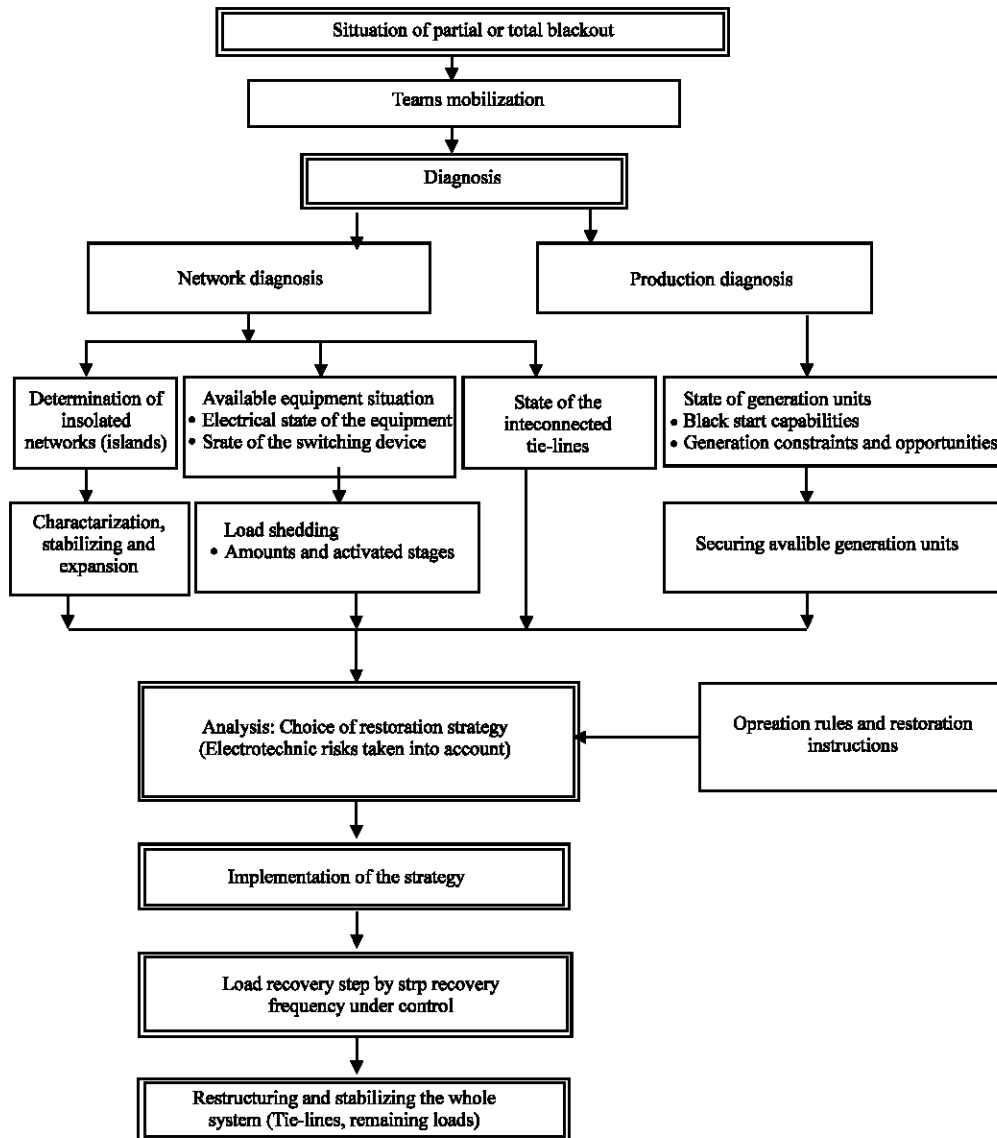 Sittuation of partial or total blackout
Teams mobilization
Diagnosis
Network diagnosis
Production diagnosis
Determination of
insolated
networks (islands)
Available equipment situation
• Electrical state of the equipment
• Srate of the switching device
State of the
inteconnected
tie-lines
State of generation units
• Black start capabilities
• Generation constraints and opportunities
Charactarization,
stabilizing and
expansion
Load shedding
• Amounts and activated stages
Securing avalible generation units
Analysis: Choice of restoration strategy
(Electrotechnic risks taken into account)
Opreation rules and restoration
instructions
Implementation of the strategy
Load recovery step by strp recovery
frequency under control
Restructuring and stabilizing the whole
system (Tie-lines, remaining loads)